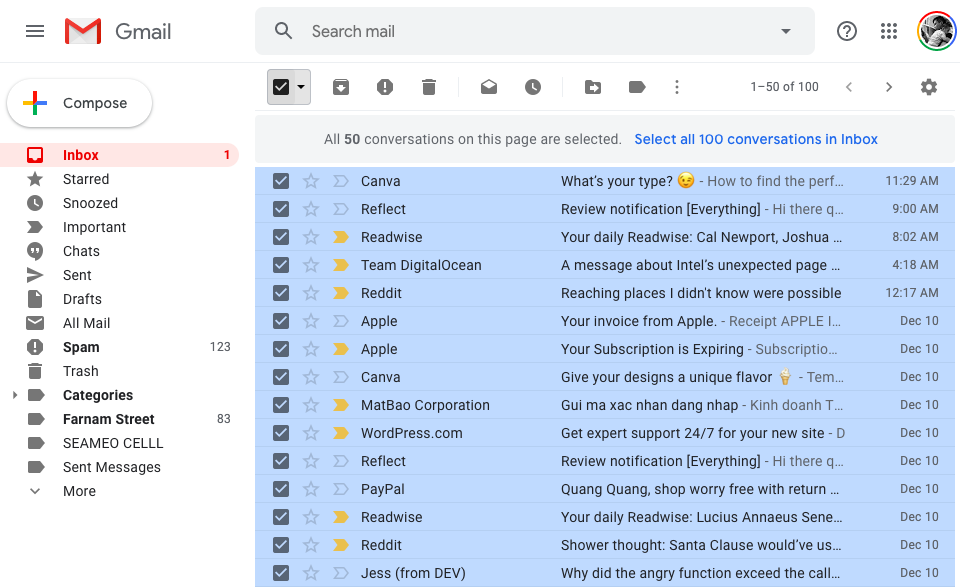 Gmail
Search mail
Compose
1–50 of 100
All 50 conversations on this page are selected. Select all 100 conversations in Inbox
Inbox 1
Starred
Snoozed
Important
Chats
Sent
Drafts
All Mail
Spam 123
Trash
Categories
Farnam Street 83
SEAMEO CELLL
Sent Messages
More
Canva What's your type? 😉 - How to find the perf… 11:29 AM
Reflect Review notification [Everything] - Hi there q… 9:00 AM
Readwise Your daily Readwise: Cal Newport, Joshua … 8:02 AM
Team DigitalOcean A message about Intel's unexpected page … 4:18 AM
Reddit Reaching places I didn't know were possible 12:17 AM
Apple Your invoice from Apple. - Receipt APPLE I… Dec 10
Apple Your Subscription is Expiring - Subscriptio… Dec 10
Canva Give your designs a unique flavor 🍦 - Tem… Dec 10
MatBao Corporation Gui ma xac nhan dang nhap - Kinh doanh T… Dec 10
WordPress.com Get expert support 24/7 for your new site - D Dec 10
Reflect Review notification [Everything] - Hi there q… Dec 10
PayPal Quang Quang, shop worry free with return … Dec 10
Readwise Your daily Readwise: Lucius Annaeus Sene… Dec 10
Reddit Shower thought: Santa Clause would've us… Dec 10
Jess (from DEV) Why did the angry function exceed the call… Dec 10